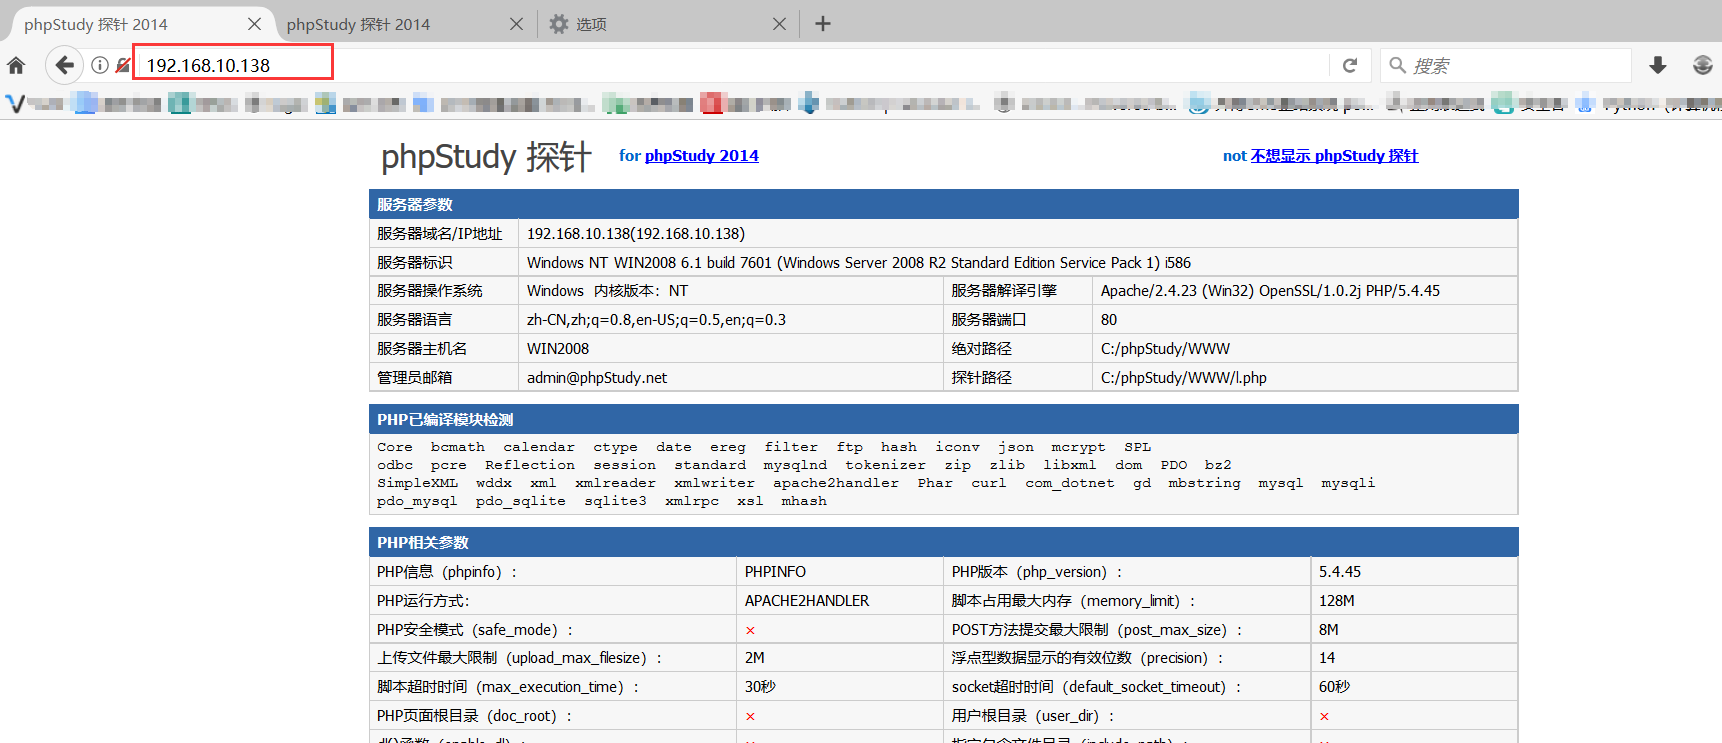 phpStudy 探针 2014
phpStudy 探针 2014
选项
192.168.10.138
搜索
phpStudy 探针 for phpStudy 2014 not 不想显示 phpStudy 探针
服务器参数
服务器域名/IP地址 192.168.10.138(192.168.10.138)
服务器标识 Windows NT WIN2008 6.1 build 7601 (Windows Server 2008 R2 Standard Edition Service Pack 1) i586
服务器操作系统 Windows 内核版本：NT 服务器解译引擎 Apache/2.4.23 (Win32) OpenSSL/1.0.2j PHP/5.4.45
服务器语言 zh-CN,zh;q=0.8,en-US;q=0.5,en;q=0.3 服务器端口 80
服务器主机名 WIN2008 绝对路径 C:/phpStudy/WWW
管理员邮箱 admin@phpStudy.net 探针路径 C:/phpStudy/WWW/l.php
PHP已编译模块检测
Core bcmath calendar ctype date ereg filter ftp hash iconv json mcrypt SPL
odbc pcre Reflection session standard mysqlnd tokenizer zip zlib libxml dom PDO bz2
SimpleXML wddx xml xmlreader xmlwriter apache2handler Phar curl com_dotnet gd mbstring mysql mysqli
pdo_mysql pdo_sqlite sqlite3 xmlrpc xsl mhash
PHP相关参数
PHP信息（phpinfo）： PHPINFO PHP版本（php_version）： 5.4.45
PHP运行方式： APACHE2HANDLER 脚本占用最大内存（memory_limit）： 128M
PHP安全模式（safe_mode）： × POST方法提交最大限制（post_max_size）： 8M
上传文件最大限制（upload_max_filesize）： 2M 浮点型数据显示的有效位数（precision）： 14
脚本超时时间（max_execution_time）： 30秒 socket超时时间（default_socket_timeout）： 60秒
PHP页面根目录（doc_root）： × 用户根目录（user_dir）： ×